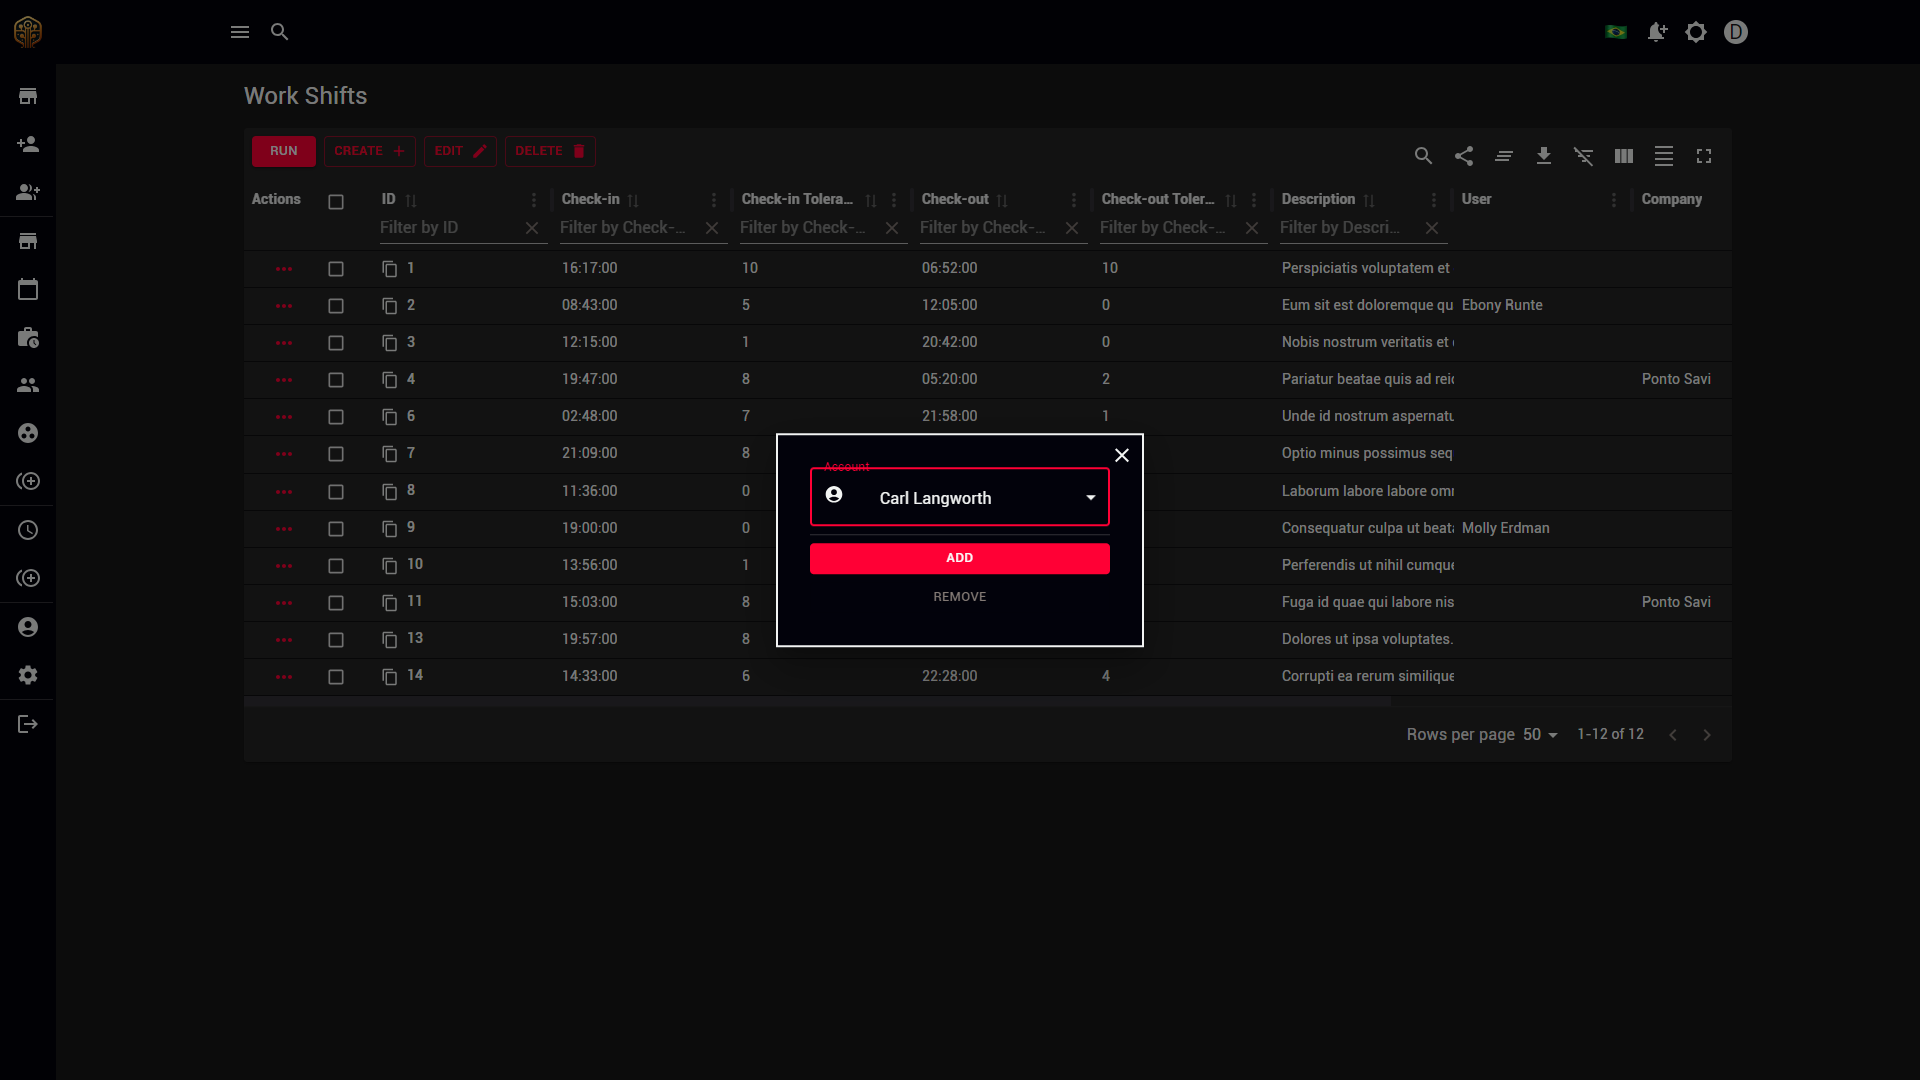 D
Work Shifts
RUN CREATE EDIT DELETE
Actions ID Check-in Check-in Tolera... Check-out Check-out Toler... Description User Company
Filter by ID Filter by Check-... Filter by Check-... Filter by Check-... Filter by Check-... Filter by Descri...
1 16:17:00 10 06:52:00 10 Perspiciatis voluptatem et
2 08:43:00 5 12:05:00 0 Eum sit est doloremque qu Ebony Runte
3 12:15:00 1 20:42:00 0 Nobis nostrum veritatis et
4 19:47:00 8 05:20:00 2 Pariatur beatae quis ad reic Ponto Savi
6 02:48:00 7 21:58:00 1 Unde id nostrum aspernatu
7 21:09:00 8 Optio minus possimus seq
8 11:36:00 0 Laborum labore labore omn
9 19:00:00 0 Consequatur culpa ut beata Molly Erdman
10 13:56:00 1 Perferendis ut nihil cumque
11 15:03:00 8 Fuga id quae qui labore nis Ponto Savi
13 19:57:00 8 Dolores ut ipsa voluptates.
14 14:33:00 6 22:28:00 4 Corrupti ea rerum similique
Account
Carl Langworth
ADD
REMOVE
Rows per page 50 1-12 of 12